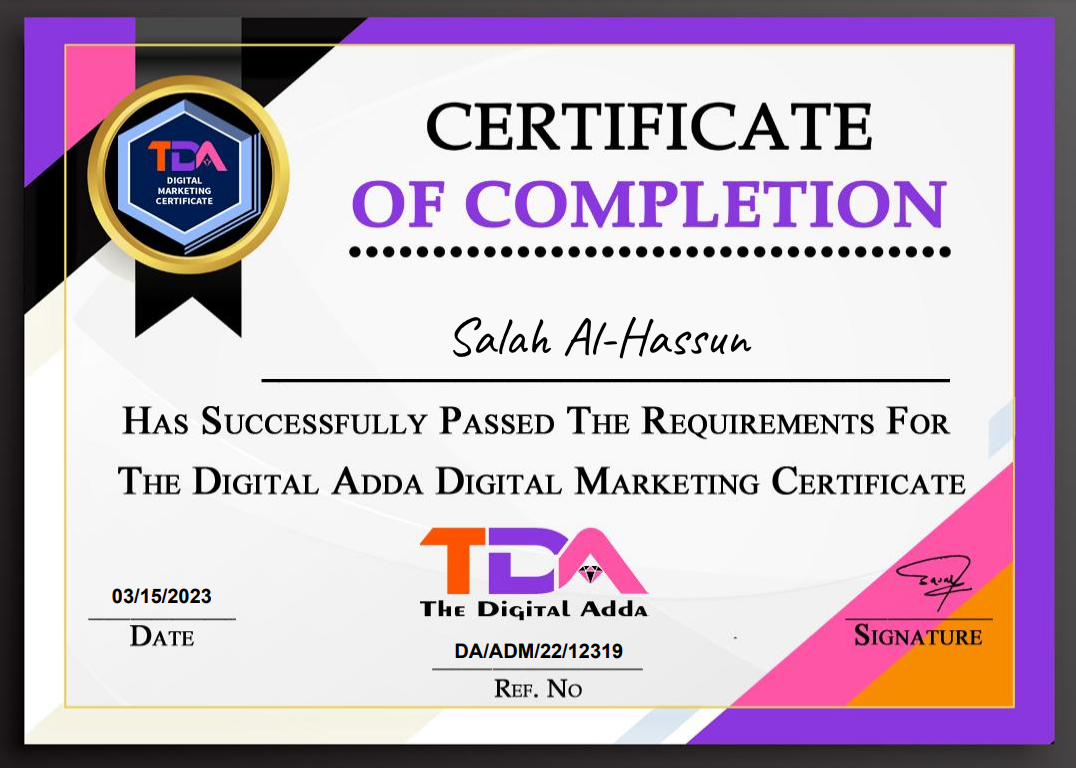 TDA
DIGITAL
MARKETING
CERTIFICATE
CERTIFICATE
OF COMPLETION
Salah Al-Hassun
Has Successfully Passed The Requirements For
The Digital Adda Digital Marketing Certificate
TDA
The Digital Adda
03/15/2023
Date
DA/ADM/22/12319
Ref. No
Signature